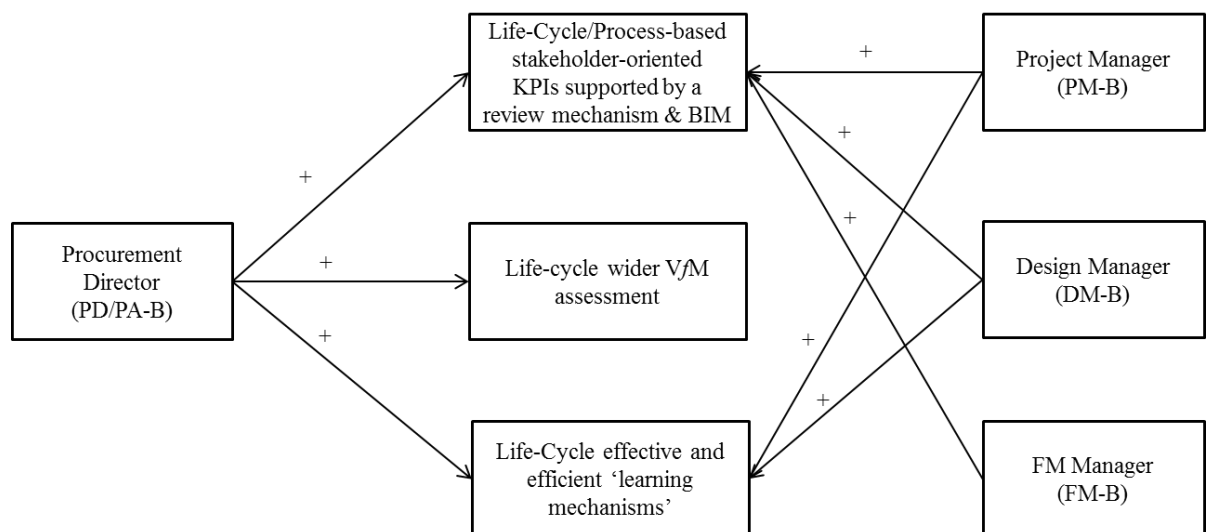 Life-Cycle/Process-based
stakeholder-oriented
KPIs supported by a
review mechanism & BIM
Project Manager
(PM-B)
+
+
+
+
Procurement
Director
(PD/PA-B)
+
Life-cycle wider VfM
assessment
Design Manager
(DM-B)
+
+
+
Life-Cycle effective and
efficient ‘learning
mechanisms’
FM Manager
(FM-B)